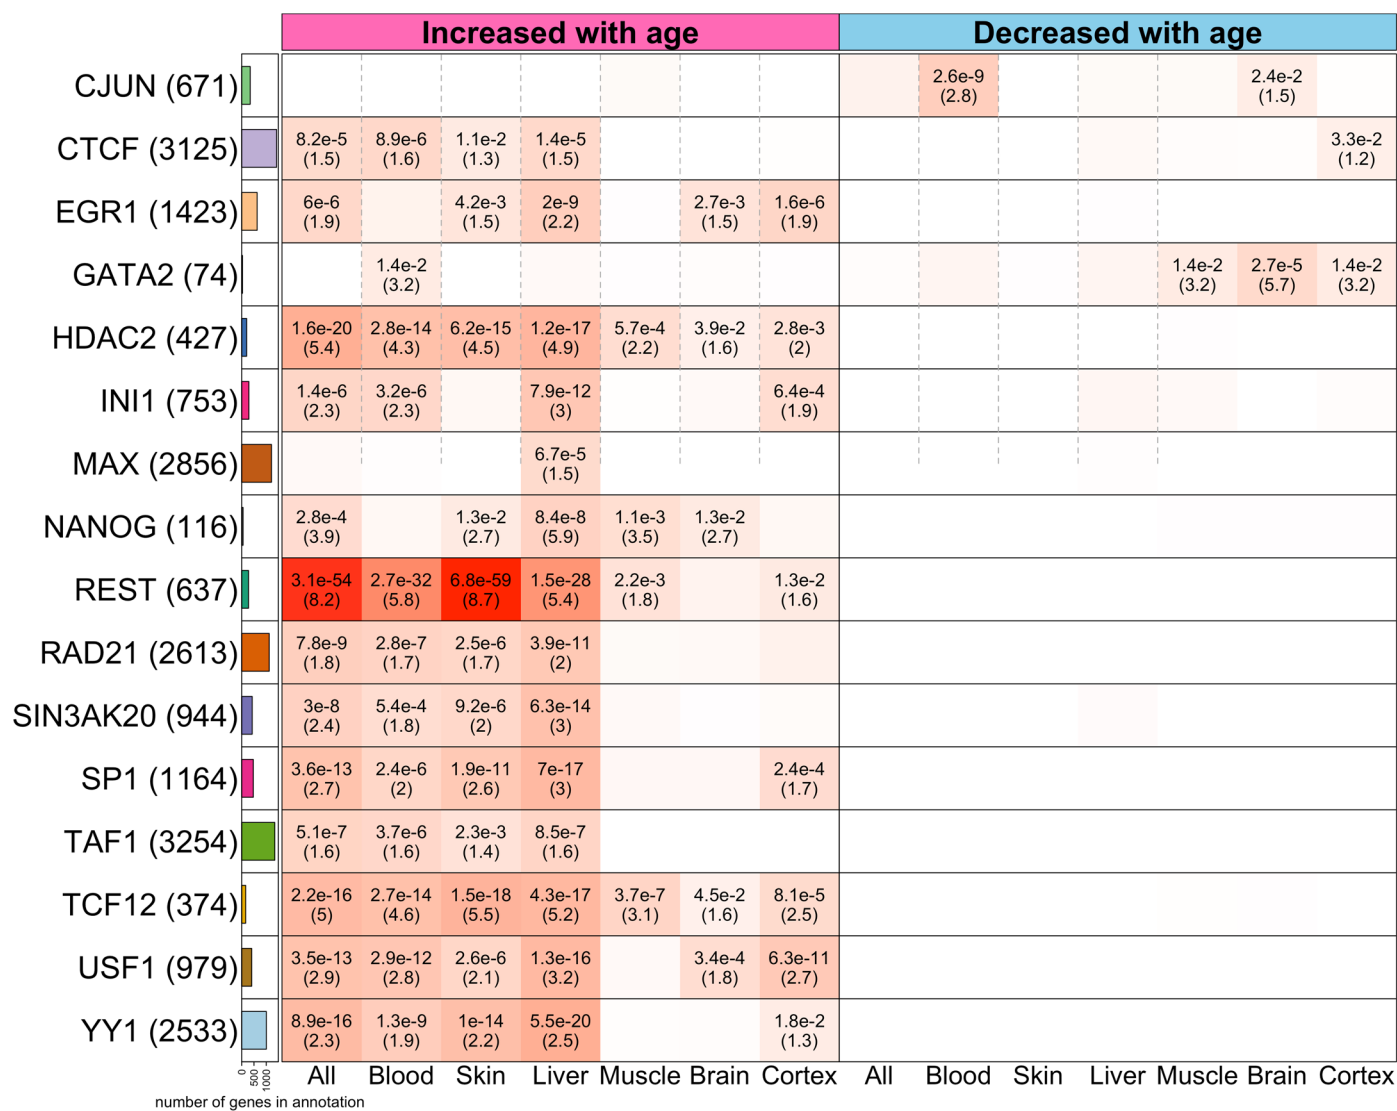 Increased with age Decreased with age
CJUN (671) 2.6e-9 2.4e-2
(2.8) (1.5)
CTCF (3125) 8.2e-5 8.9e-6 1.1e-2 1.4e-5 3.3e-2
(1.5) (1.6) (1.3) (1.5) (1.2)
EGR1 (1423) 6e-6 4.2e-3 2e-9 2.7e-3 1.6e-6
(1.9) (1.5) (2.2) (1.5) (1.9)
GATA2 (74) 1.4e-2 1.4e-2 2.7e-5 1.4e-2
(3.2) (3.2) (5.7) (3.2)
HDAC2 (427) 1.6e-20 2.8e-14 6.2e-15 1.2e-17 5.7e-4 3.9e-2 2.8e-3
(5.4) (4.3) (4.5) (4.9) (2.2) (1.6) (2)
INI1 (753) 1.4e-6 3.2e-6 7.9e-12 6.4e-4
(2.3) (2.3) (3) (1.9)
MAX (2856) 6.7e-5
(1.5)
NANOG (116) 2.8e-4 1.3e-2 8.4e-8 1.1e-3 1.3e-2
(3.9) (2.7) (5.9) (3.5) (2.7)
REST (637) 3.1e-54 2.7e-32 6.8e-59 1.5e-28 2.2e-3 1.3e-2
(8.2) (5.8) (8.7) (5.4) (1.8) (1.6)
RAD21 (2613) 7.8e-9 2.8e-7 2.5e-6 3.9e-11
(1.8) (1.7) (1.7) (2)
SIN3AK20 (944) 3e-8 5.4e-4 9.2e-6 6.3e-14
(2.4) (1.8) (2) (3)
SP1 (1164) 3.6e-13 2.4e-6 1.9e-11 7e-17 2.4e-4
(2.7) (2) (2.6) (3) (1.7)
TAF1 (3254) 5.1e-7 3.7e-6 2.3e-3 8.5e-7
(1.6) (1.6) (1.4) (1.6)
TCF12 (374) 2.2e-16 2.7e-14 1.5e-18 4.3e-17 3.7e-7 4.5e-2 8.1e-5
(5) (4.6) (5.5) (5.2) (3.1) (1.6) (2.5)
USF1 (979) 3.5e-13 2.9e-12 2.6e-6 1.3e-16 3.4e-4 6.3e-11
(2.9) (2.8) (2.1) (3.2) (1.8) (2.7)
YY1 (2533) 8.9e-16 1.3e-9 1e-14 5.5e-20 1.8e-2
(2.3) (1.9) (2.2) (2.5) (1.3)
0 500 1000 All Blood Skin Liver Muscle Brain Cortex All Blood Skin Liver Muscle Brain Cortex
number of genes in annotation